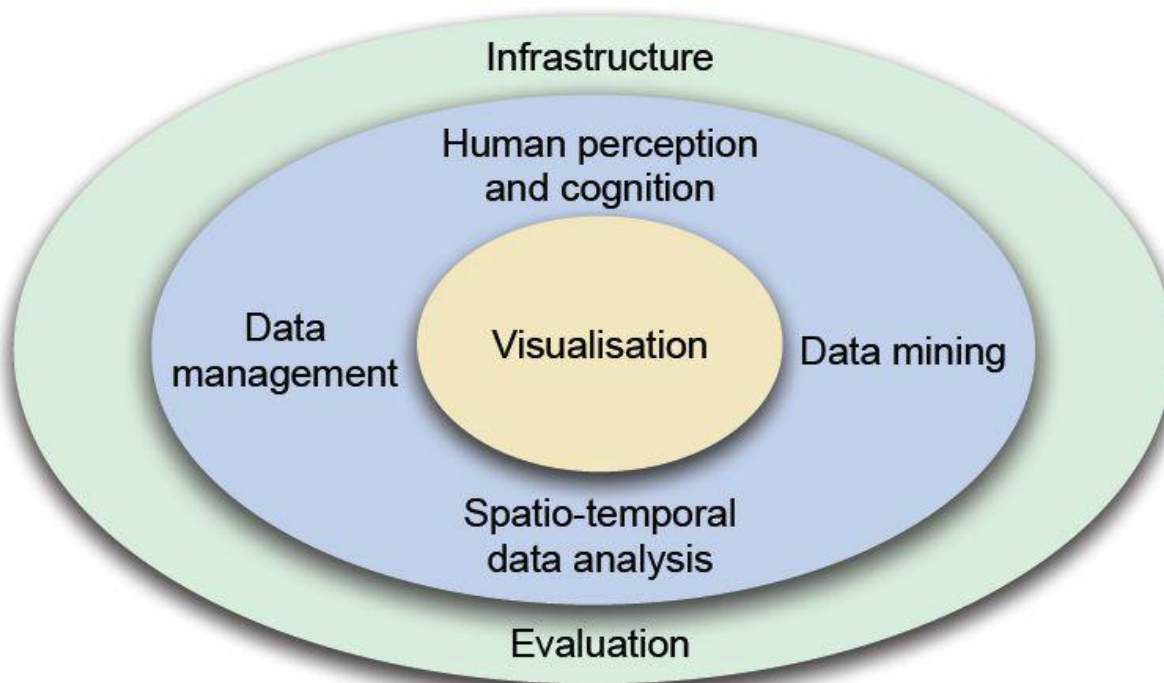 Infrastructure
Human perception
and cognition
Data
management
Visualisation
Data mining
Spatio-temporal
data analysis
Evaluation